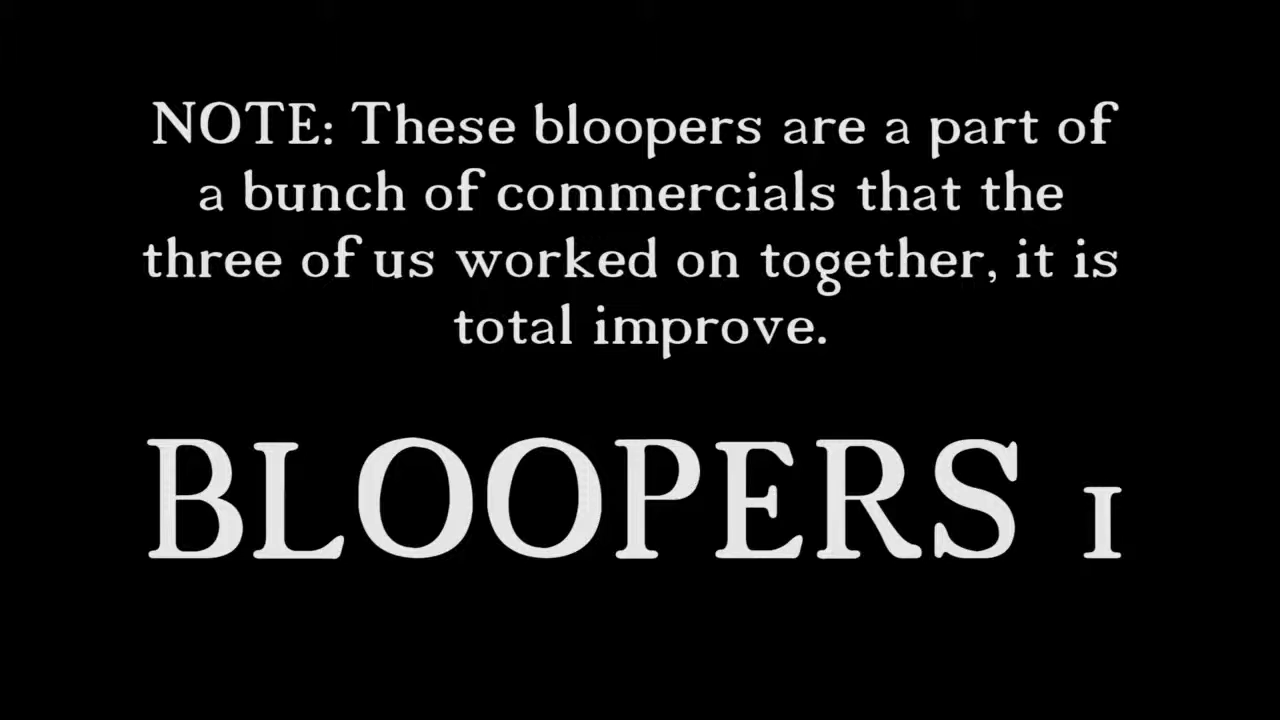 NOTE: These bloopers are a part of
a bunch of commercials that the
three of us worked on together, it is
total improve.
BLOOPERS 1